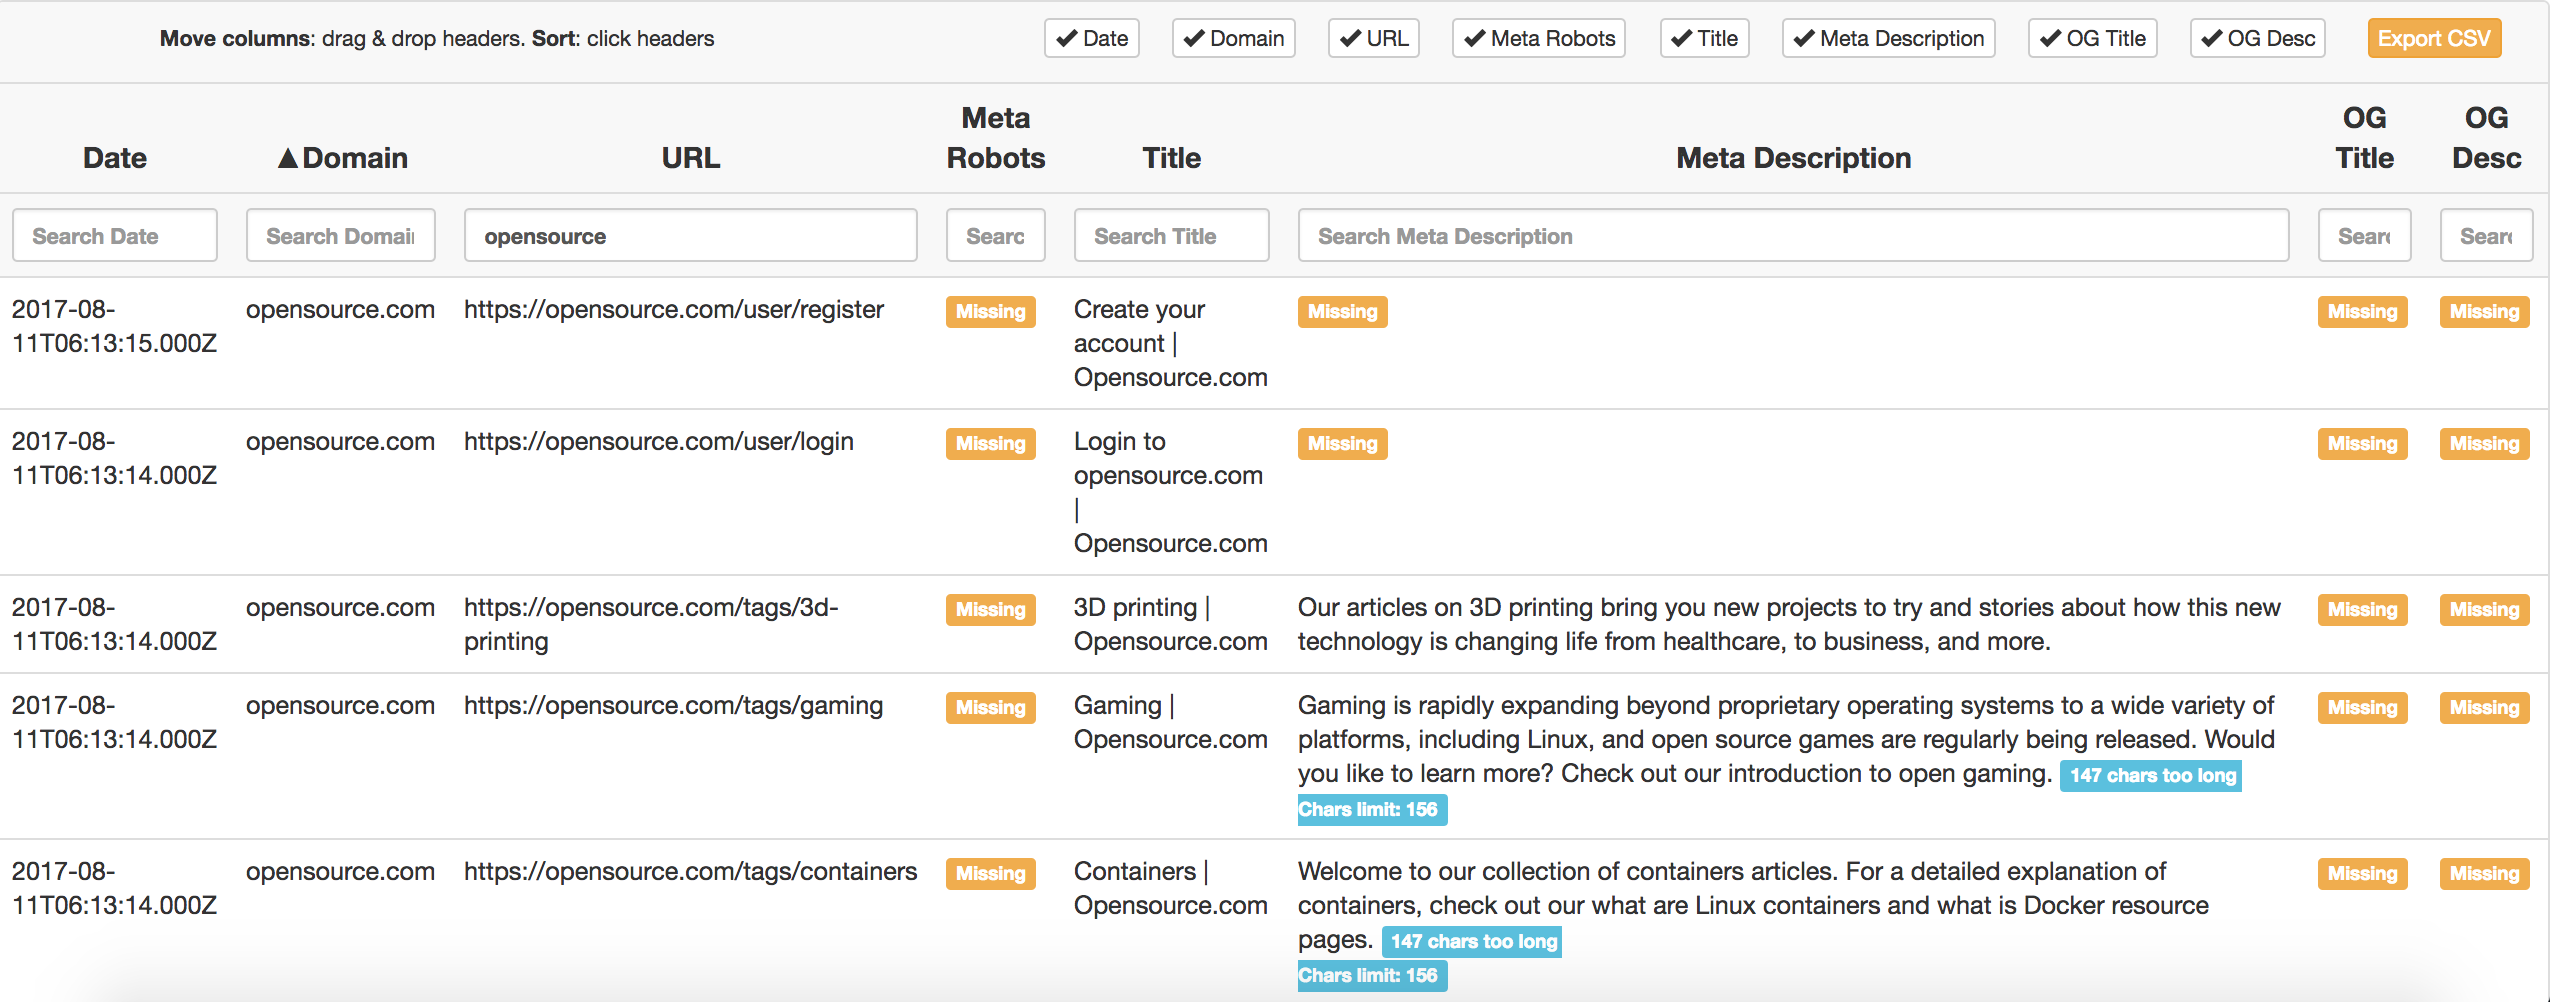 Move columns: drag & drop headers. Sort: click headers
Date
Domain
URL
Meta Robots
Title
Meta Description
OG Title
OG Desc
Export CSV
Date
▲Domain
URL
Meta
Robots
Title
Meta Description
OG
Title
OG
Desc
Search Date
Search Domai
opensource
Searc
Search Title
Search Meta Description
Sear
Sear
2017-08-
11T06:13:15.000Z
opensource.com
https://opensource.com/user/register
Missing
Create your
account |
Opensource.com
Missing
Missing
Missing
2017-08-
11T06:13:14.000Z
opensource.com
https://opensource.com/user/login
Missing
Login to
opensource.com
|
Opensource.com
Missing
Missing
Missing
2017-08-
11T06:13:14.000Z
opensource.com
https://opensource.com/tags/3d-
printing
Missing
3D printing |
Opensource.com
Our articles on 3D printing bring you new projects to try and stories about how this new
technology is changing life from healthcare, to business, and more.
Missing
Missing
2017-08-
11T06:13:14.000Z
opensource.com
https://opensource.com/tags/gaming
Missing
Gaming |
Opensource.com
Gaming is rapidly expanding beyond proprietary operating systems to a wide variety of
platforms, including Linux, and open source games are regularly being released. Would
you like to learn more? Check out our introduction to open gaming. 147 chars too long
Chars limit: 156
Missing
Missing
2017-08-
11T06:13:14.000Z
opensource.com
https://opensource.com/tags/containers
Missing
Containers |
Opensource.com
Welcome to our collection of containers articles. For a detailed explanation of
containers, check out our what are Linux containers and what is Docker resource
pages. 147 chars too long
Chars limit: 156
Missing
Missing